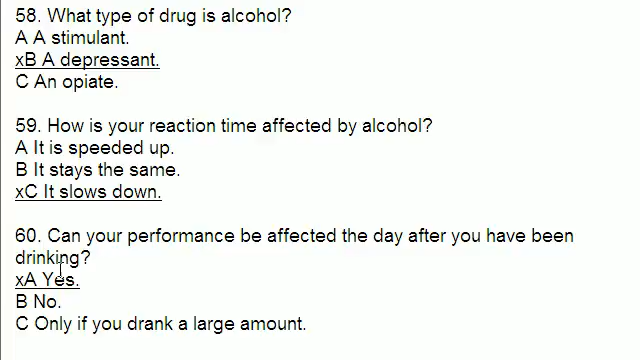 58. What type of drug is alcohol?
A A stimulant.
xB A depressant.
C An opiate.
59. How is your reaction time affected by alcohol?
A It is speeded up.
B It stays the same.
xC It slows down.
60. Can your performance be affected the day after you have been
drinking?
xA Yes.
B No.
C Only if you drank a large amount.